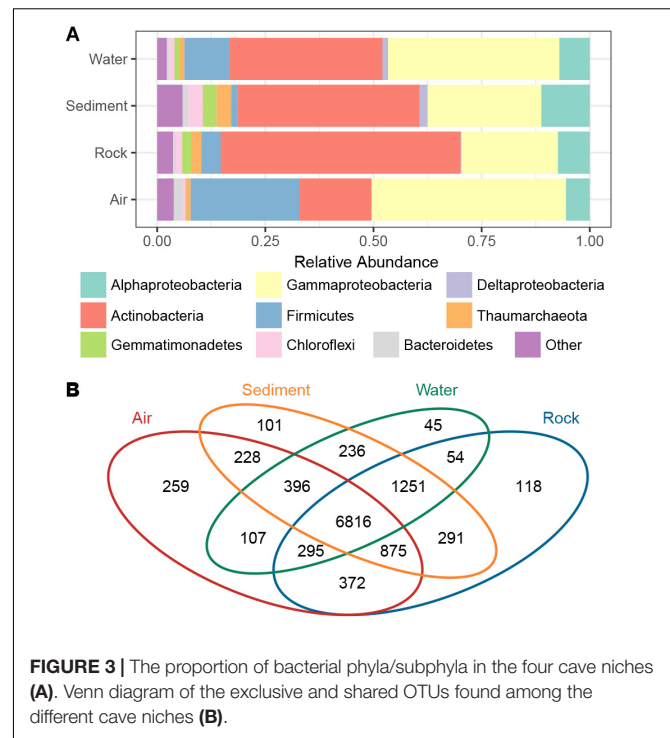 A
Water
Sediment
Rock
Air
0.00 0.25 0.50 0.75 1.00
Relative Abundance
Alphaproteobacteria Gammaproteobacteria Deltaproteobacteria
Actinobacteria Firmicutes Thaumarchaeota
Gemmatimonadetes Chloroflexi Bacteroidetes Other
B
Sediment Water
Air Rock
101 45
228 236 54
259 396 1251 118
6816
107 295 875 291
372
FIGURE 3 | The proportion of bacterial phyla/subphyla in the four cave niches
(A). Venn diagram of the exclusive and shared OTUs found among the
different cave niches (B).